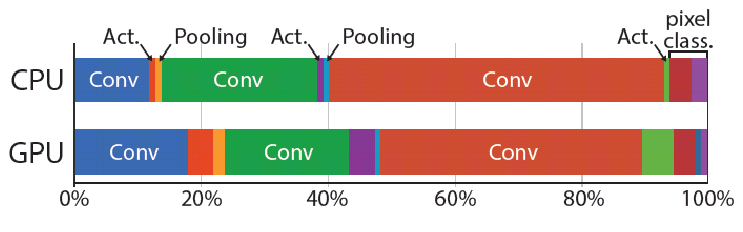 pixel
Act. Pooling Act. Pooling Act. class.
CPU Conv Conv Conv
GPU Conv Conv Conv
0% 20% 40% 60% 80% 100%